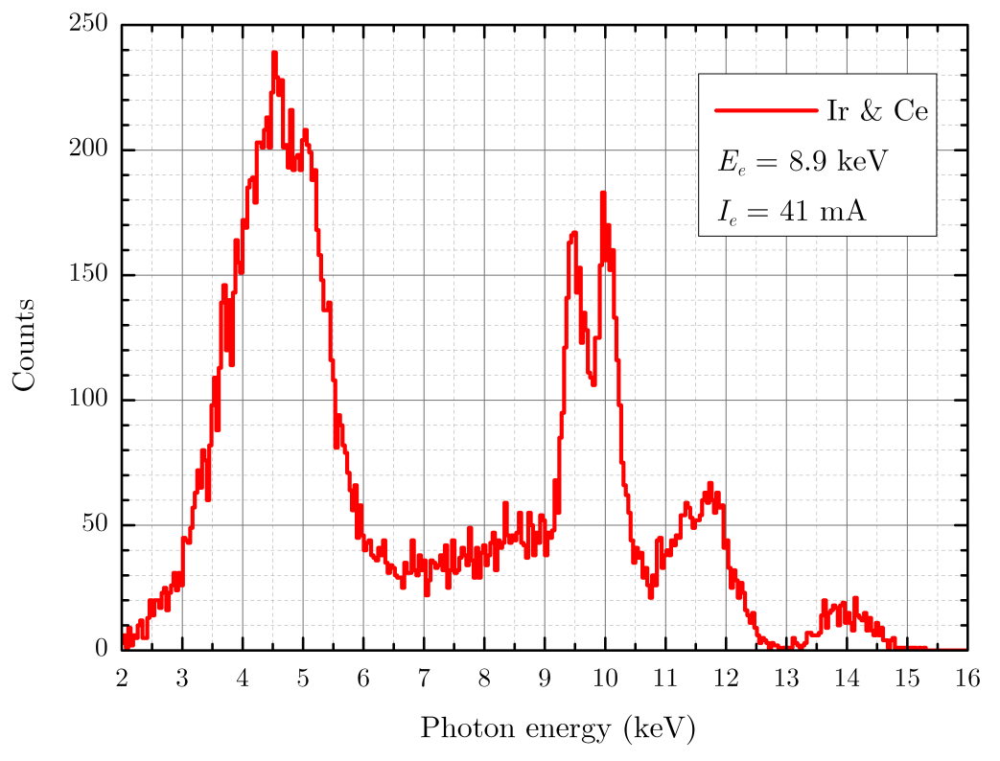 250
200
150
100
50
0
Counts
Ir & Ce
Eₑ = 8.9 keV
Iₑ = 41 mA
2 3 4 5 6 7 8 9 10 11 12 13 14 15 16
Photon energy (keV)